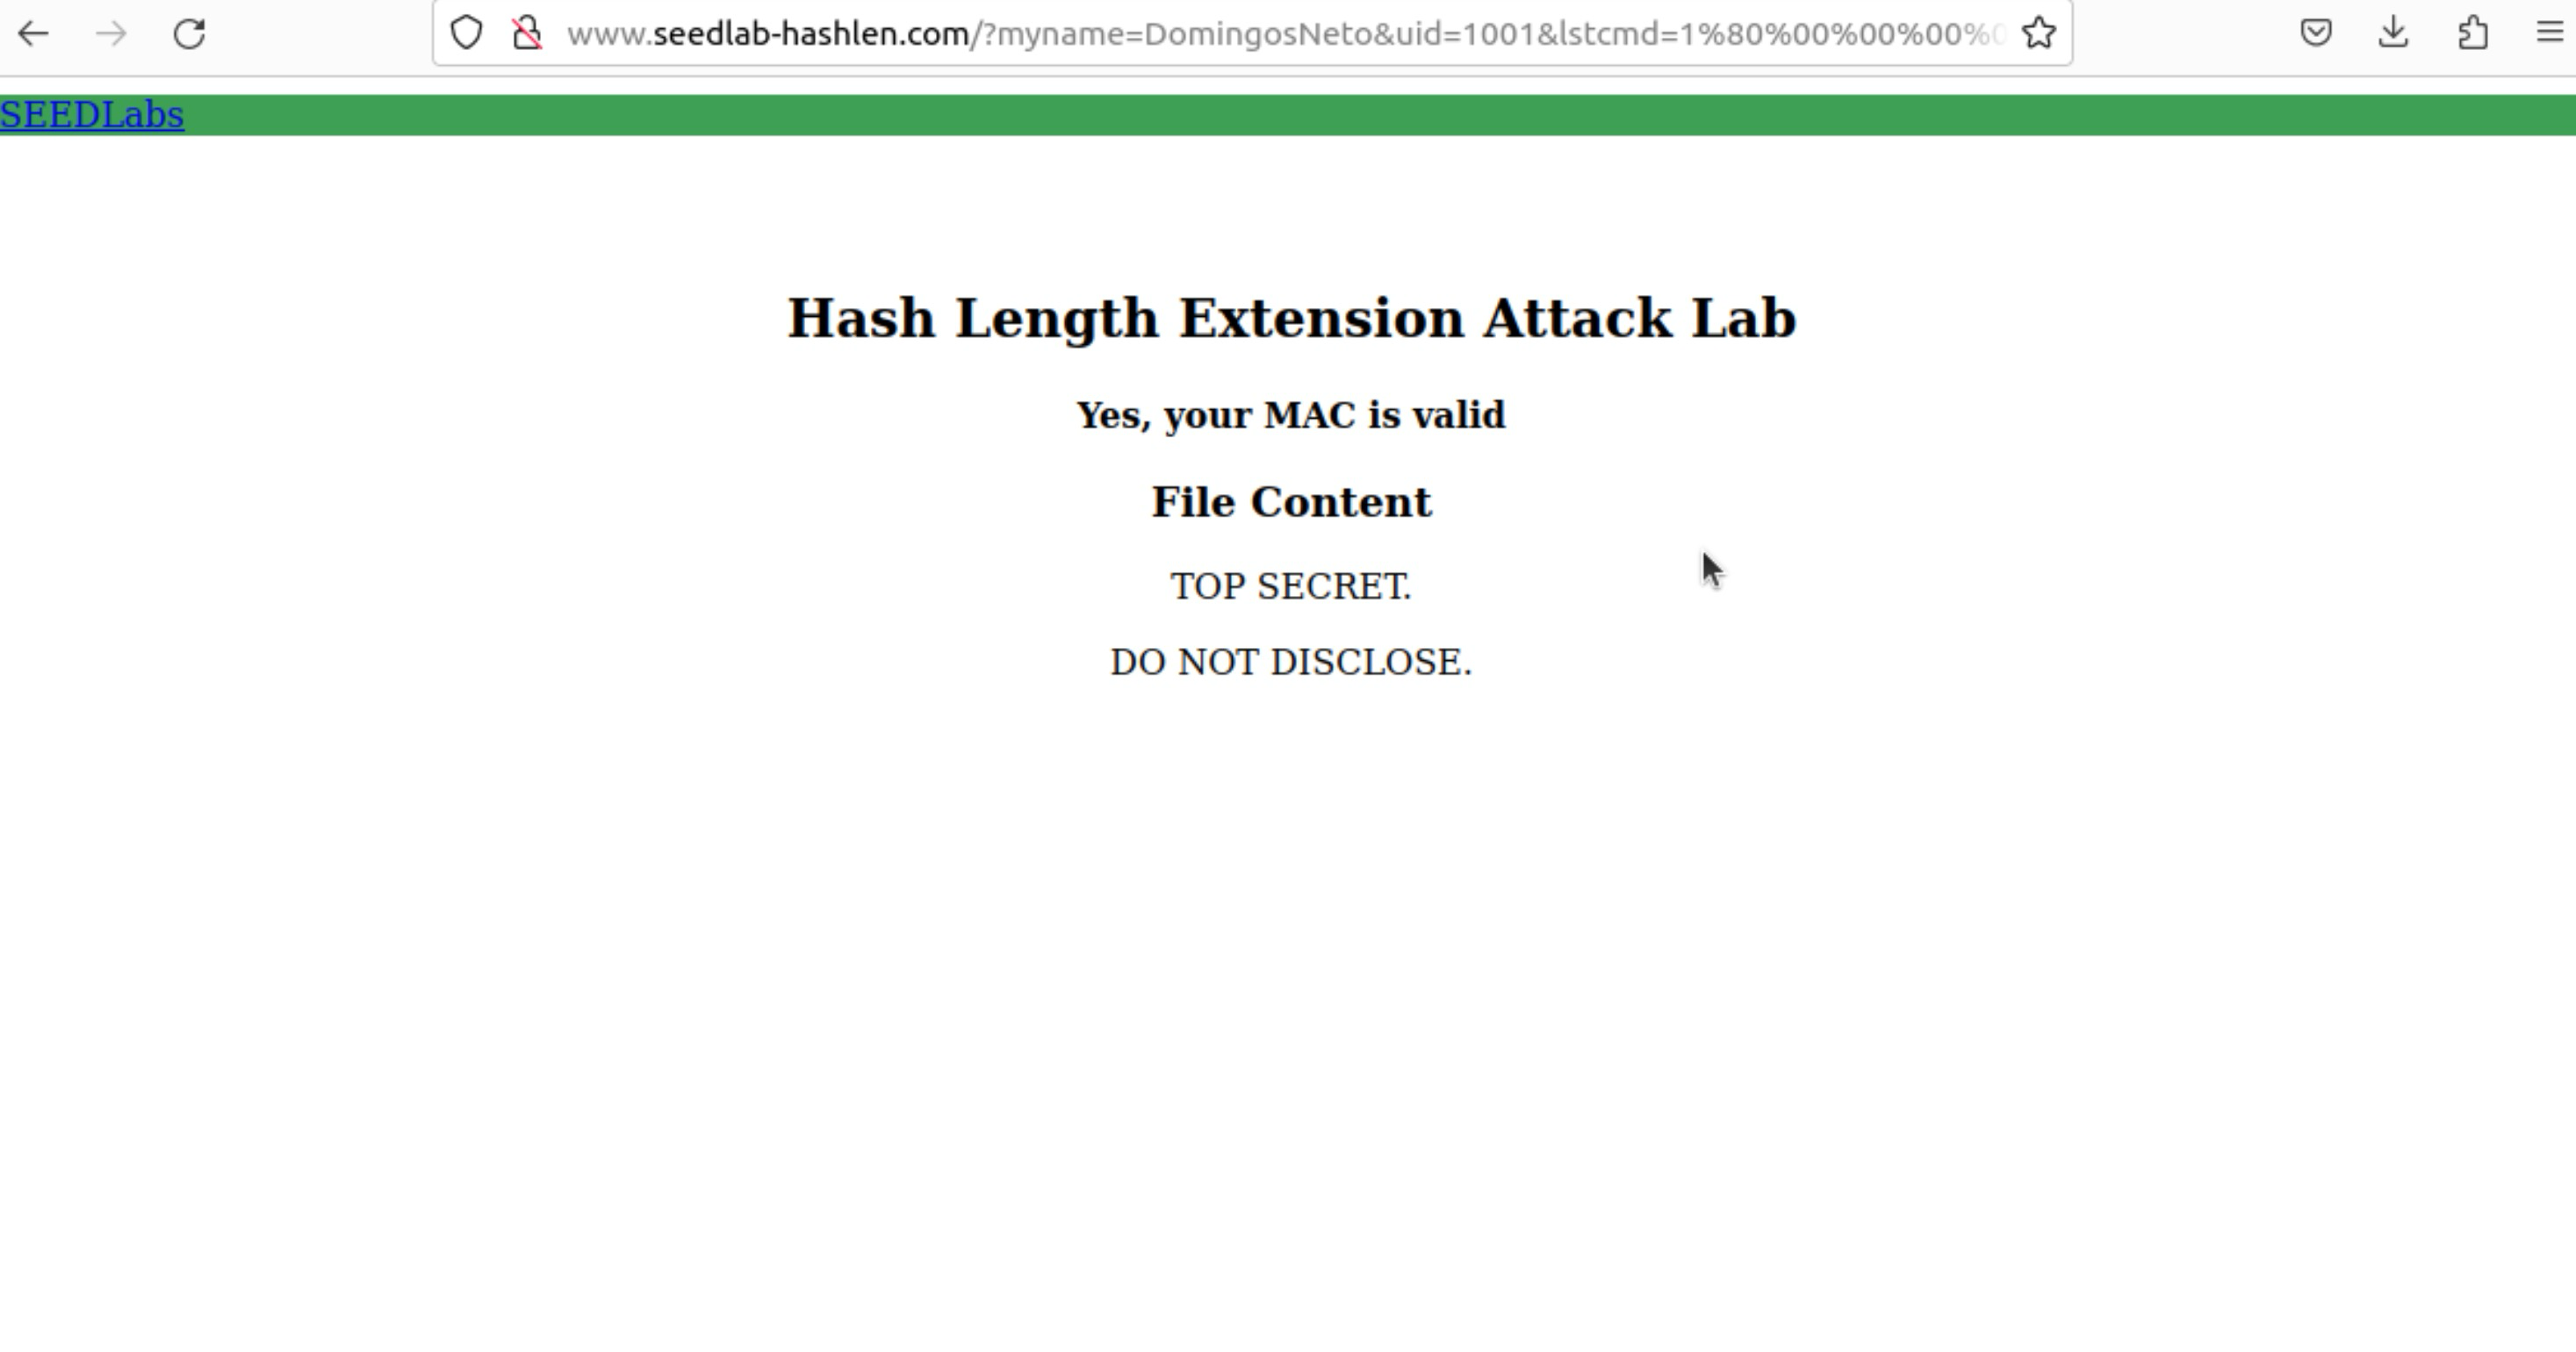 www.seedlab-hashlen.com/?myname=DomingosNeto&uid=1001&lstcmd=1%80%00%00%00%0
SEEDLabs
Hash Length Extension Attack Lab
Yes, your MAC is valid
File Content
TOP SECRET.
DO NOT DISCLOSE.